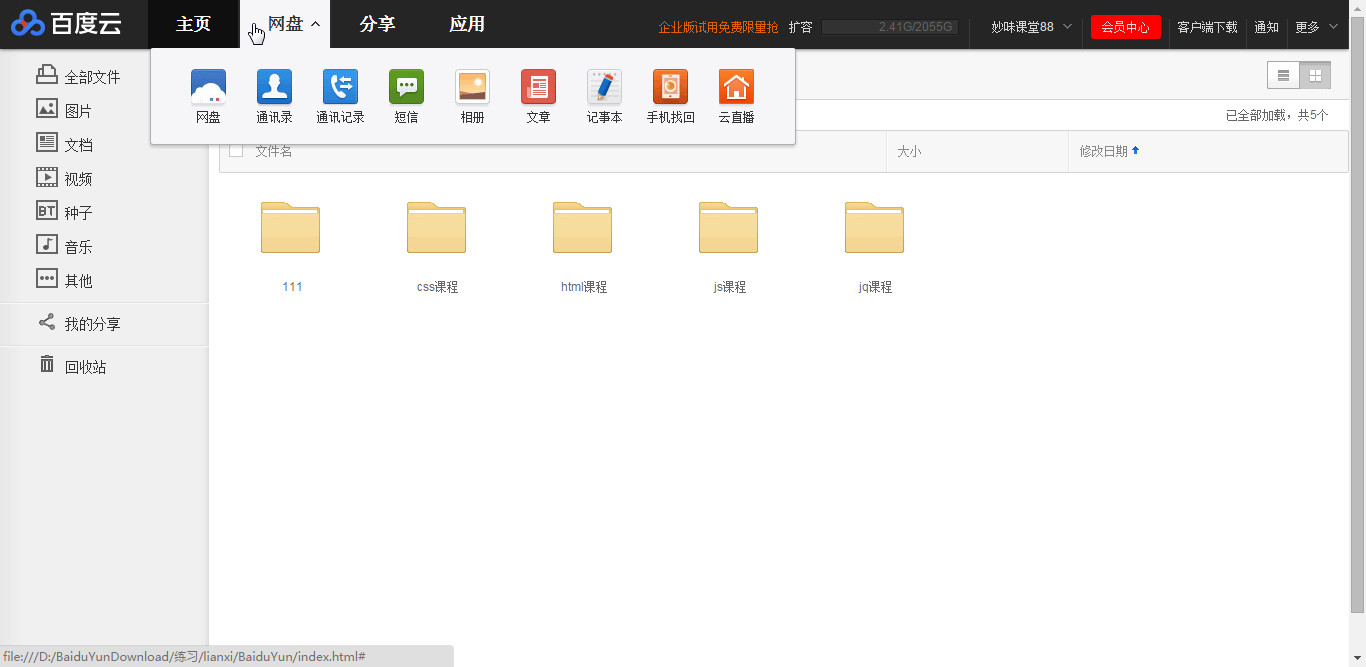 百度云
主页
网盘
分享
应用
企业版试用免费限量抢
扩容
2.41G/2055G
妙味课堂88
会员中心
客户端下载
通知
更多
网盘
通讯录
通讯记录
短信
相册
文章
记事本
手机找回
云直播
全部文件
图片
文档
视频
BT 种子
音乐
其他
我的分享
回收站
已全部加载，共5个
文件名
大小
修改日期
111
css课程
html课程
js课程
jq课程
file:///D:/BaiduYunDownload/练习/lianxi/BaiduYun/index.html#